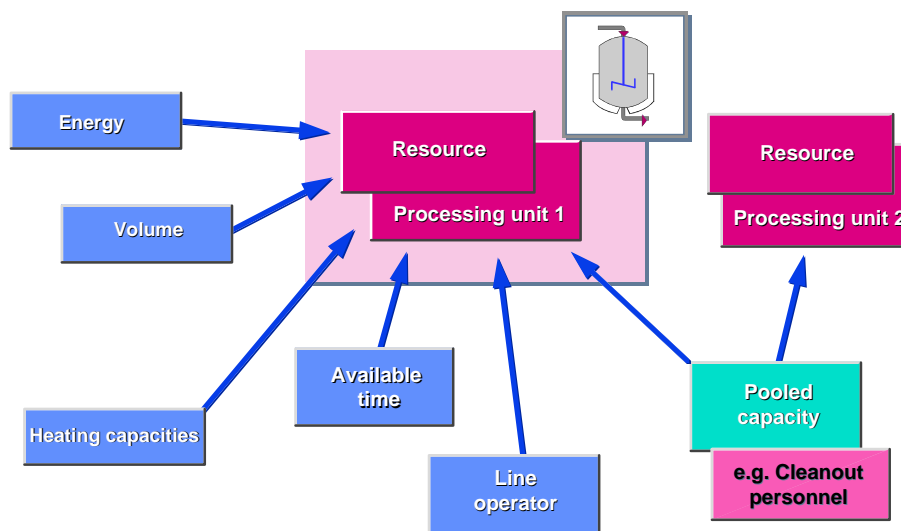 Energy
Resource
Processing unit 1
Resource
Processing unit 2
Volume
Available
time
Heating capacities
Pooled
capacity
Line
operator
e.g. Cleanout
personnel